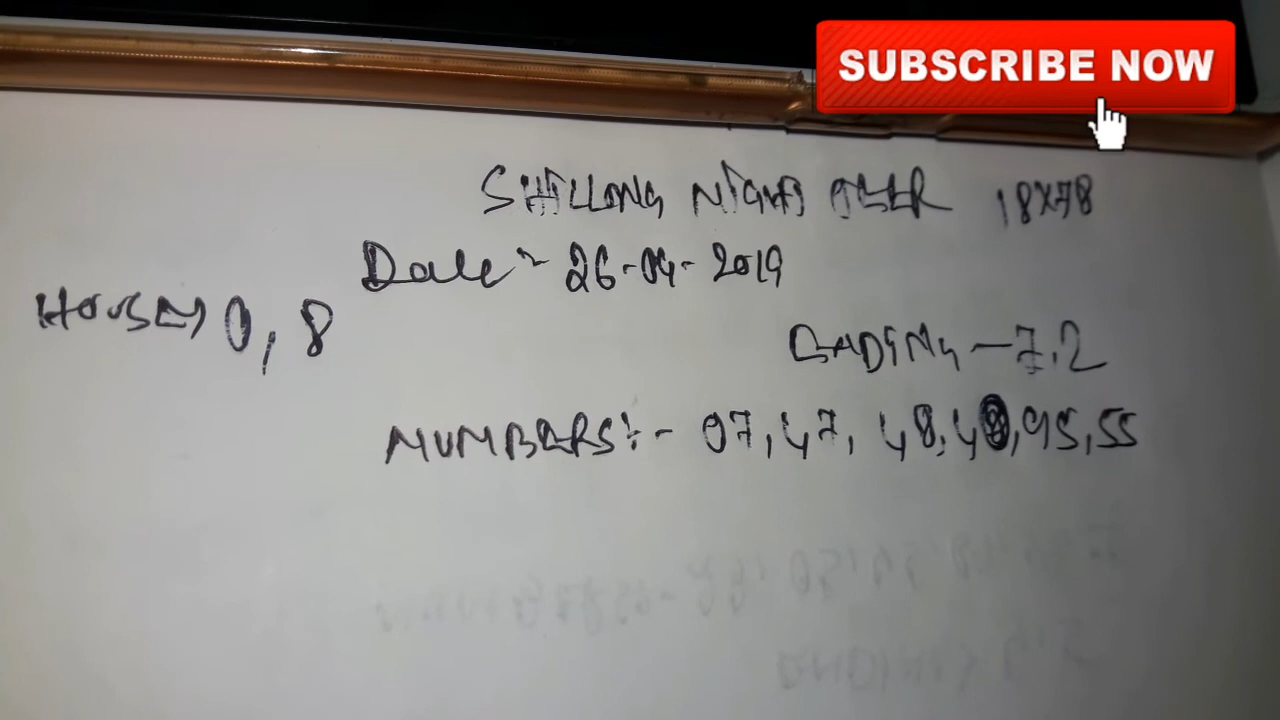 SUBSCRIBE NOW
SHILLONG NIGHT TEER 18X78
Date - 26-04-2019
HOUSE 0, 8
ENDING - 7.2
NUMBERS:- 07, 47, 48, 95, 55